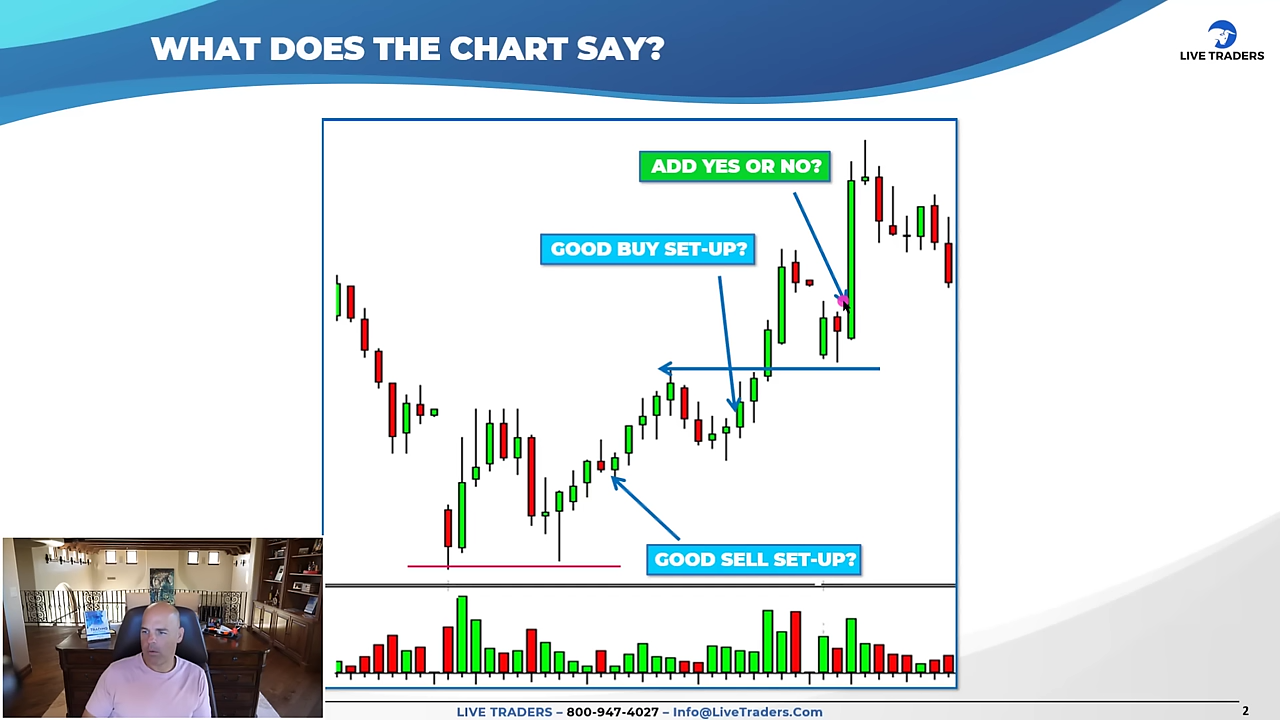 WHAT DOES THE CHART SAY?
LIVE TRADERS
ADD YES OR NO?
GOOD BUY SET-UP?
GOOD SELL SET-UP?
LIVE TRADERS – 800-947-4027 – Info@LiveTraders.Com
2